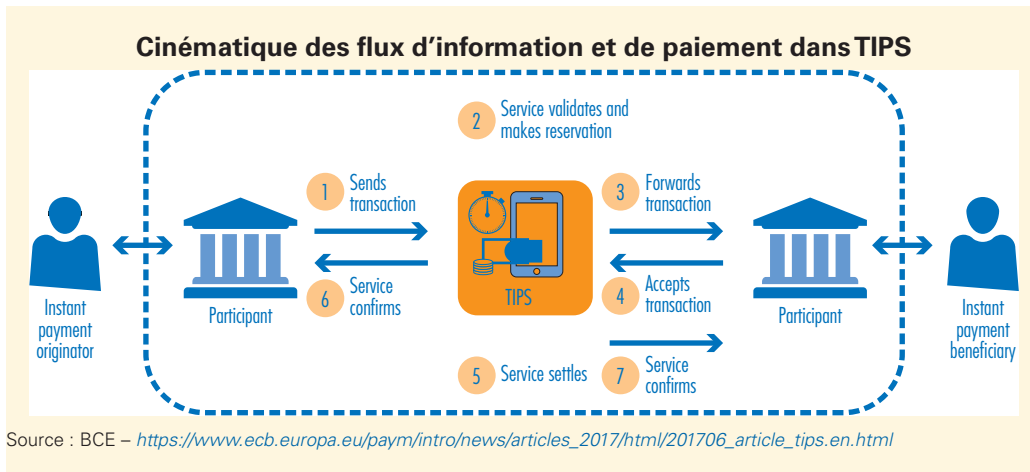 Cinématique des flux d’information et de paiement dans TIPS
2
Service validates and
makes reservation
1
Sends
transaction
3
Forwards
transaction
6
Service
confirms
TIPS
4
Accepts
transaction
Instant
payment
originator
Participant
Participant
Instant
payment
beneficiary
5
Service settles
7
Service
confirms
Source : BCE – https://www.ecb.europa.eu/paym/intro/news/articles_2017/html/201706_article_tips.en.html